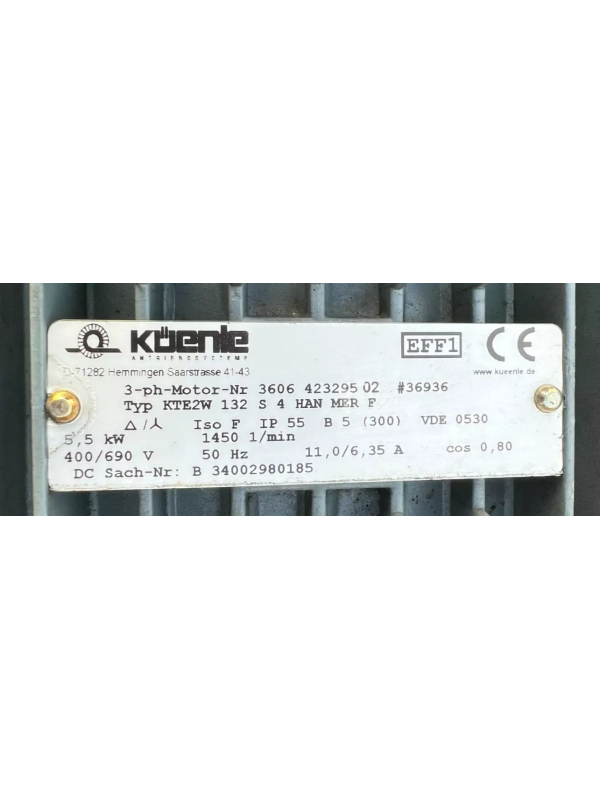 KÜENLE
ANTRIEBSSYSTEME
EFF1 CE
D-71282 Hemmingen Saarstrasse 41-43
www.kueenle.de
3-ph-Motor-Nr 3606 423295 02 #36936
Typ KTE2W 132 S 4 HAN MER F
△/人 Iso F IP 55 B 5 (300) VDE 0530
5,5 kW 1450 1/min
400/690 V 50 Hz 11,0/6,35 A cos 0,80
DC Sach-Nr: B 34002980185